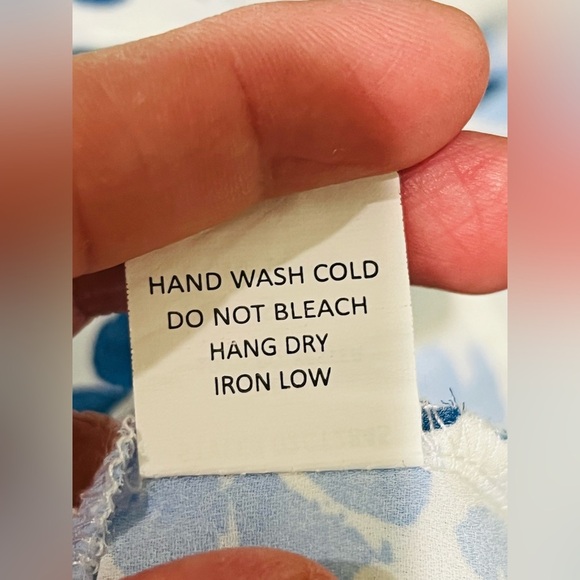 HAND WASH COLD
DO NOT BLEACH
HANG DRY
IRON LOW